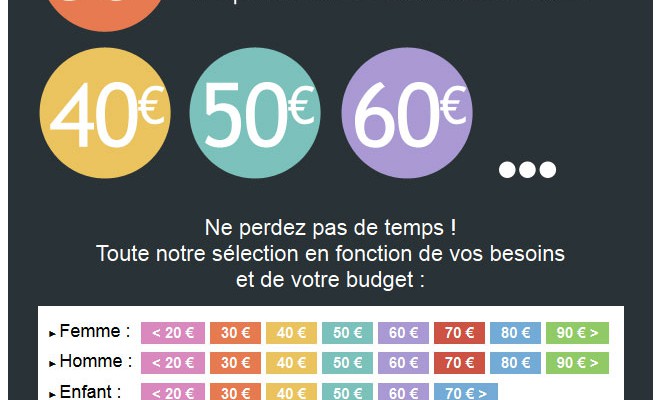 40€ 50€ 60€
Ne perdez pas de temps !
Toute notre sélection en fonction de vos besoins
et de votre budget :
▸ Femme : < 20 € 30 € 40 € 50 € 60 € 70 € 80 € 90 € >
▸ Homme : < 20 € 30 € 40 € 50 € 60 € 70 € 80 € 90 € >
▸ Enfant : < 20 € 30 € 40 € 50 € 60 € 70 € >